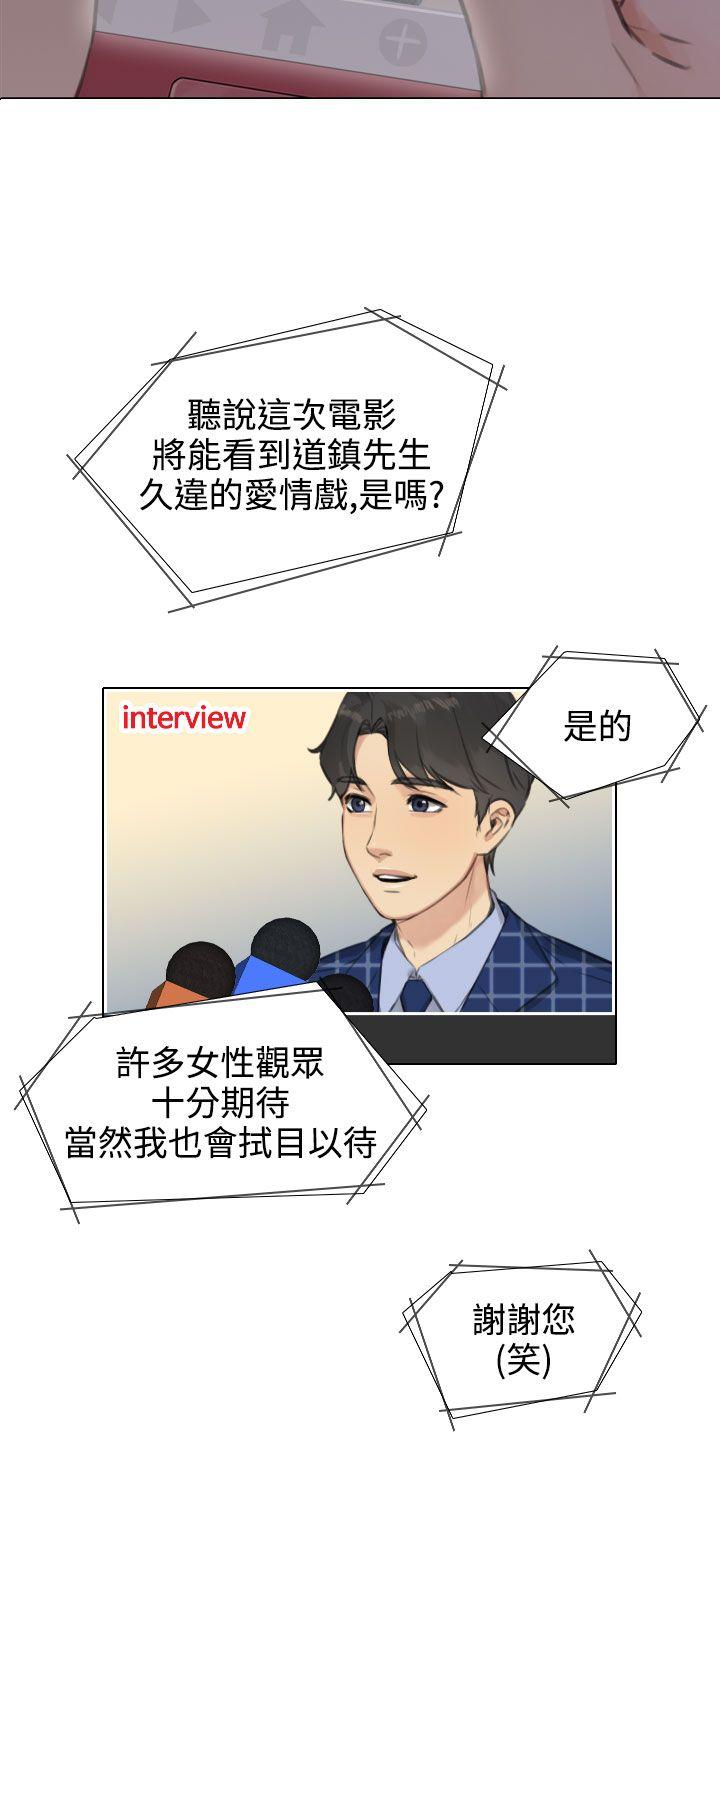 聽說這次電影
將能看到道鎮先生
久違的愛情戲,是嗎?
interview
是的
許多女性觀眾
十分期待
當然我也會拭目以待
謝謝您
(笑)